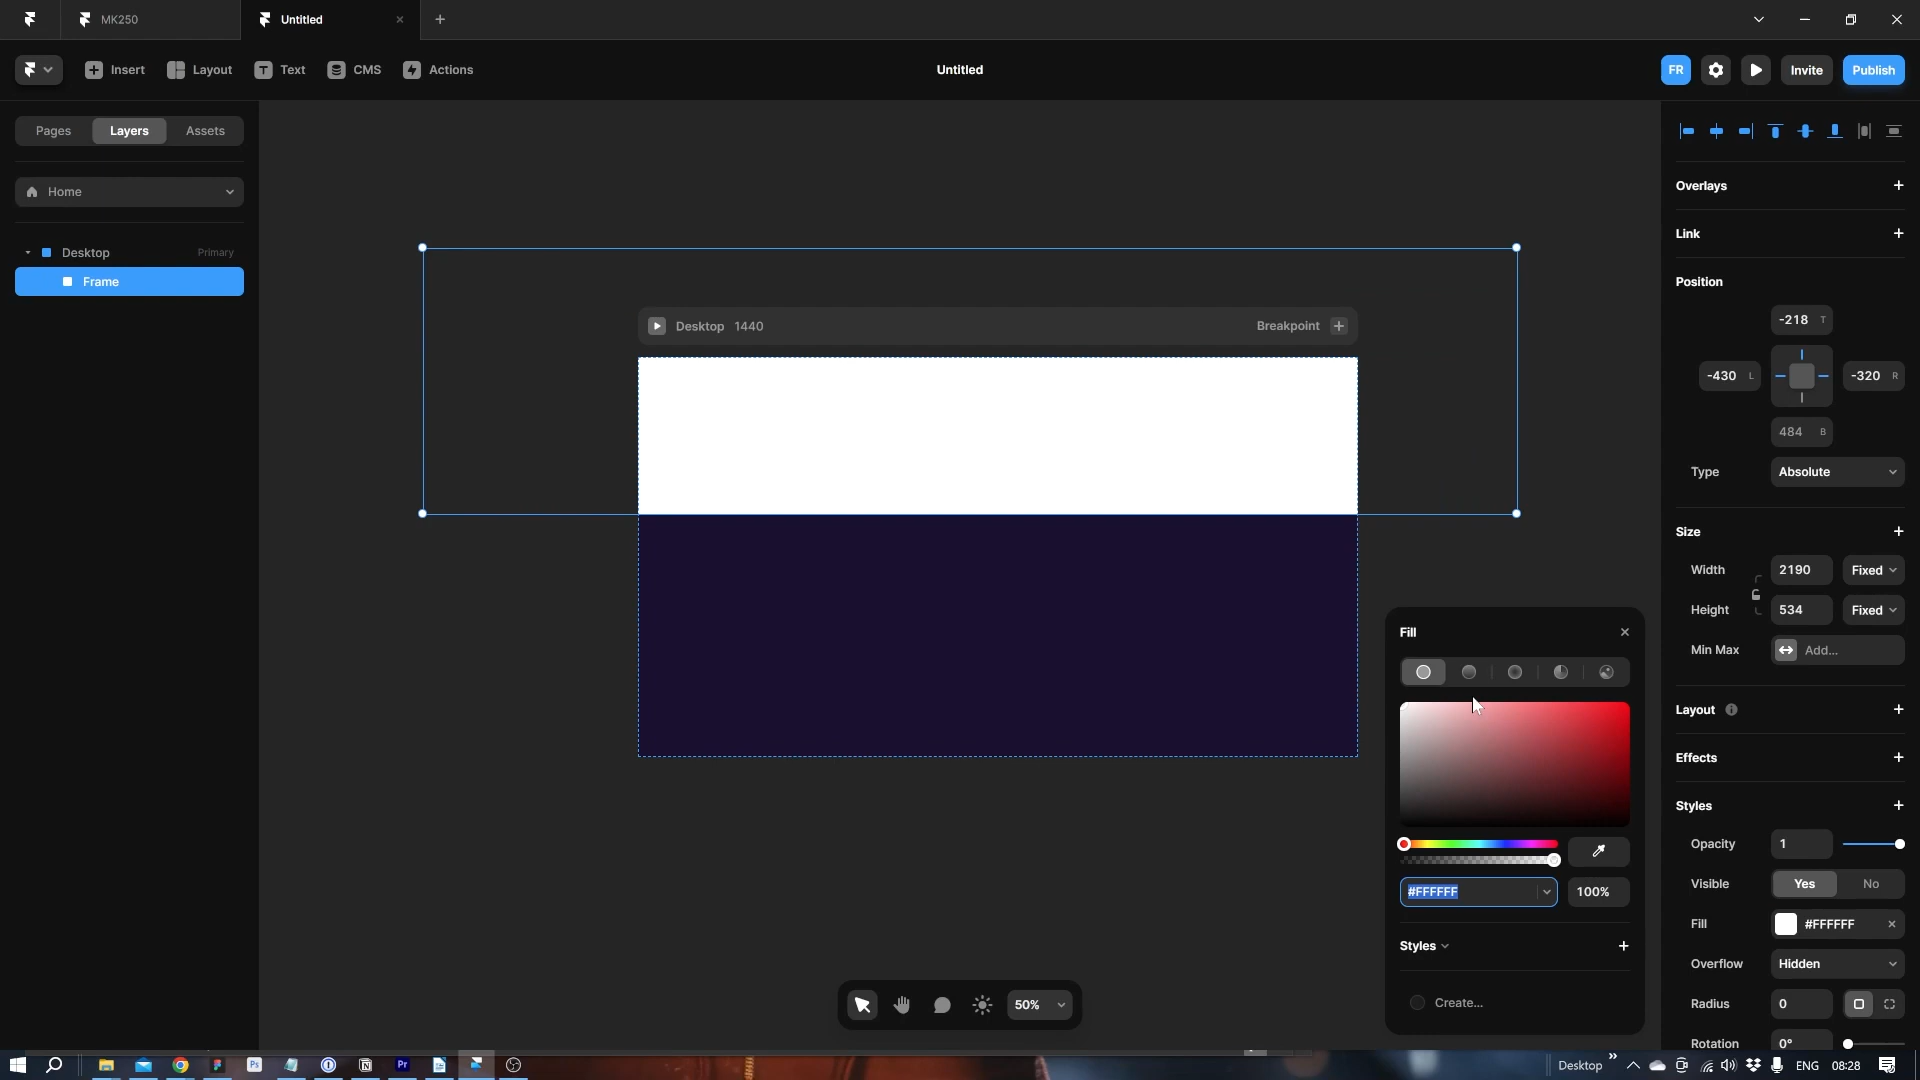 MK250
Untitled
Insert
Layout
Text
CMS
Actions
Untitled
FR
Invite
Publish
Pages
Layers
Assets
Home
Desktop
Primary
Frame
Desktop 1440
Breakpoint
Overlays
Link
Position
-218 T
-430 L
-320 R
484 B
Type
Absolute
Size
Width
2190
Fixed
Height
534
Fixed
Min Max
Add...
Layout
Effects
Styles
Opacity
1
Visible
Yes
No
Fill
#FFFFFF
Overflow
Hidden
Radius
0
Rotation
0°
Fill
#FFFFFF
100%
Styles
Create...
50%
Ps
Pr
Desktop
ENG
08:28